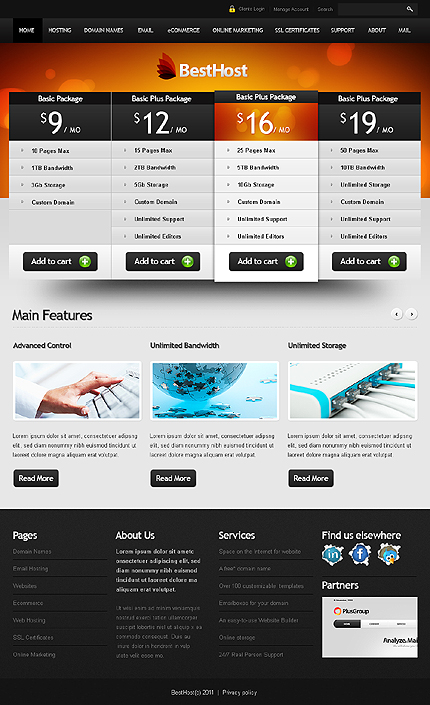 Clients Login Manage Account Search
HOME HOSTING DOMAIN NAMES EMAIL eCOMMERCE ONLINE MARKETING SSL CERTIFICATES SUPPORT ABOUT MAIL
BestHost
Basic Package
$9/ MO
10 Pages Max
1TB Bandwidth
3Gb Storage
Custom Domain
Add to cart
Basic Plus Package
$12/ MO
15 Pages Max
2TB Bandwidth
5Gb Storage
Custom Domain
Unlimited Support
Unlimited Editors
Add to cart
Basic Plus Package
$16/ MO
25 Pages Max
5TB Bandwidth
10Gb Storage
Custom Domain
Unlimited Support
Unlimited Editors
Add to cart
Basic Plus Package
$19/ MO
50 Pages Max
10TB Bandwidth
Unlimited Storage
Custom Domain
Unlimited Support
Unlimited Editors
Add to cart
Main Features
Advanced Control
Lorem ipsum dolor sit amet, consectetuer adipsing
elit, sed diam nonummy nibh euismod tincidunt ut
laoreet dolore magna aliquam erat volutpat.
Read More
Unlimited Bandwidth
Lorem ipsum dolor sit amet, consectetuer adipsing
elit, sed diam nonummy nibh euismod tincidunt ut
laoreet dolore magna aliquam erat volutpat.
Read More
Unlimited Storage
Lorem ipsum dolor sit amet, consectetuer adipsing
elit, sed diam nonummy nibh euismod tincidunt ut
laoreet dolore magna aliquam erat volutpat.
Read More
Pages
Domain Names
Email Hosting
Websites
Ecommerce
Web Hosting
SSL Certificates
Online Marketing
About Us
Lorem ipsum dolor sit ametc
onsectetuer adipiscing elit,
sed diam nonummy nibh
euismod tincidunt ut laoreet
dolore magna aliquam erat
volutpat.
Ut wisi enim ad minim veniamquis
nostrud exerci tation ullamcorper
suscipit lobortis nisl ut aliquip x ea
commodo consequat. Duis au
iriure dolor in hendrerit in vulp
Services
Space on the internet for website
A free* domain name
Over 100 customizable templates
Emailboxes for your domain
An easy-to-use Website Builder
Online storage
24/7 Real Person Support
Find us elsewhere
in f
Partners
PlusGroup
HOME
Analyze. Mai
BestHost(s) 2011 | Privacy policy